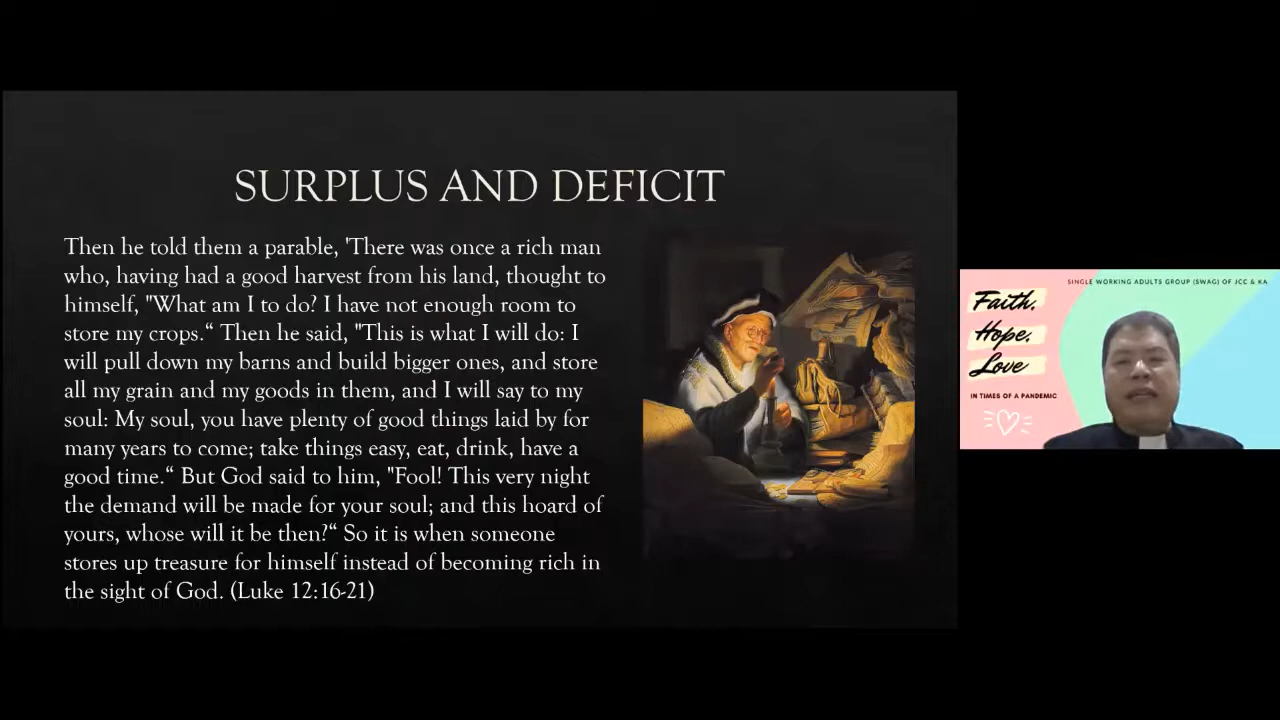 SURPLUS AND DEFICIT
Then he told them a parable, 'There was once a rich man
who, having had a good harvest from his land, thought to
himself, "What am I to do? I have not enough room to
store my crops.“ Then he said, "This is what I will do: I
will pull down my barns and build bigger ones, and store
all my grain and my goods in them, and I will say to my
soul: My soul, you have plenty of good things laid by for
many years to come; take things easy, eat, drink, have a
good time.“ But God said to him, "Fool! This very night
the demand will be made for your soul; and this hoard of
yours, whose will it be then?“ So it is when someone
stores up treasure for himself instead of becoming rich in
the sight of God. (Luke 12:16-21)
SINGLE WORKING ADULTS GROUP (SWAG) OF JCC & KA
Faith.
Hope.
Love
IN TIMES OF A PANDEMIC